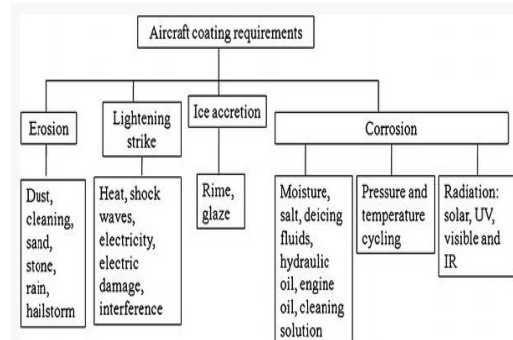 Aircraft coating requirements
Erosion
Lightening
strike
Ice accretion
Corrosion
Dust,
cleaning,
sand,
stone,
rain,
hailstorm
Heat, shock
waves,
electricity,
electric
damage,
interference
Rime,
glaze
Moisture,
salt, deicing
fluids,
hydraulic
oil, engine
oil, cleaning
solution
Pressure and
temperature
cycling
Radiation:
solar, UV,
visible and
IR